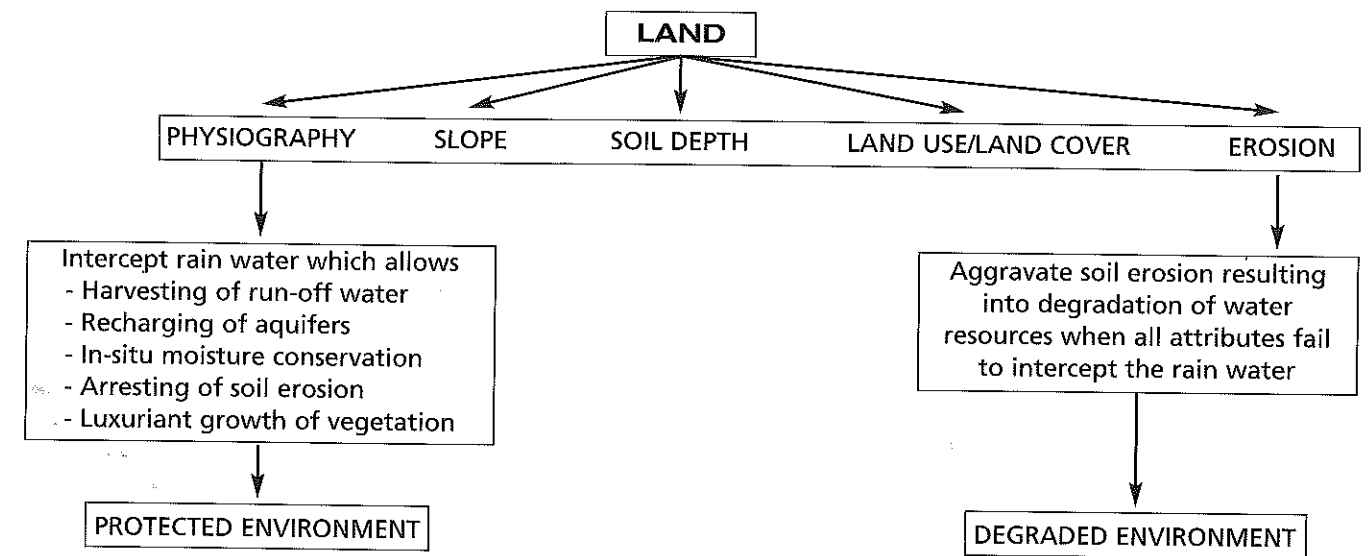 LAND
PHYSIOGRAPHY SLOPE SOIL DEPTH LAND USE/LAND COVER EROSION
Intercept rain water which allows
- Harvesting of run-off water
- Recharging of aquifers
- In-situ moisture conservation
- Arresting of soil erosion
- Luxuriant growth of vegetation
Aggravate soil erosion resulting
into degradation of water
resources when all attributes fail
to intercept the rain water
PROTECTED ENVIRONMENT
DEGRADED ENVIRONMENT